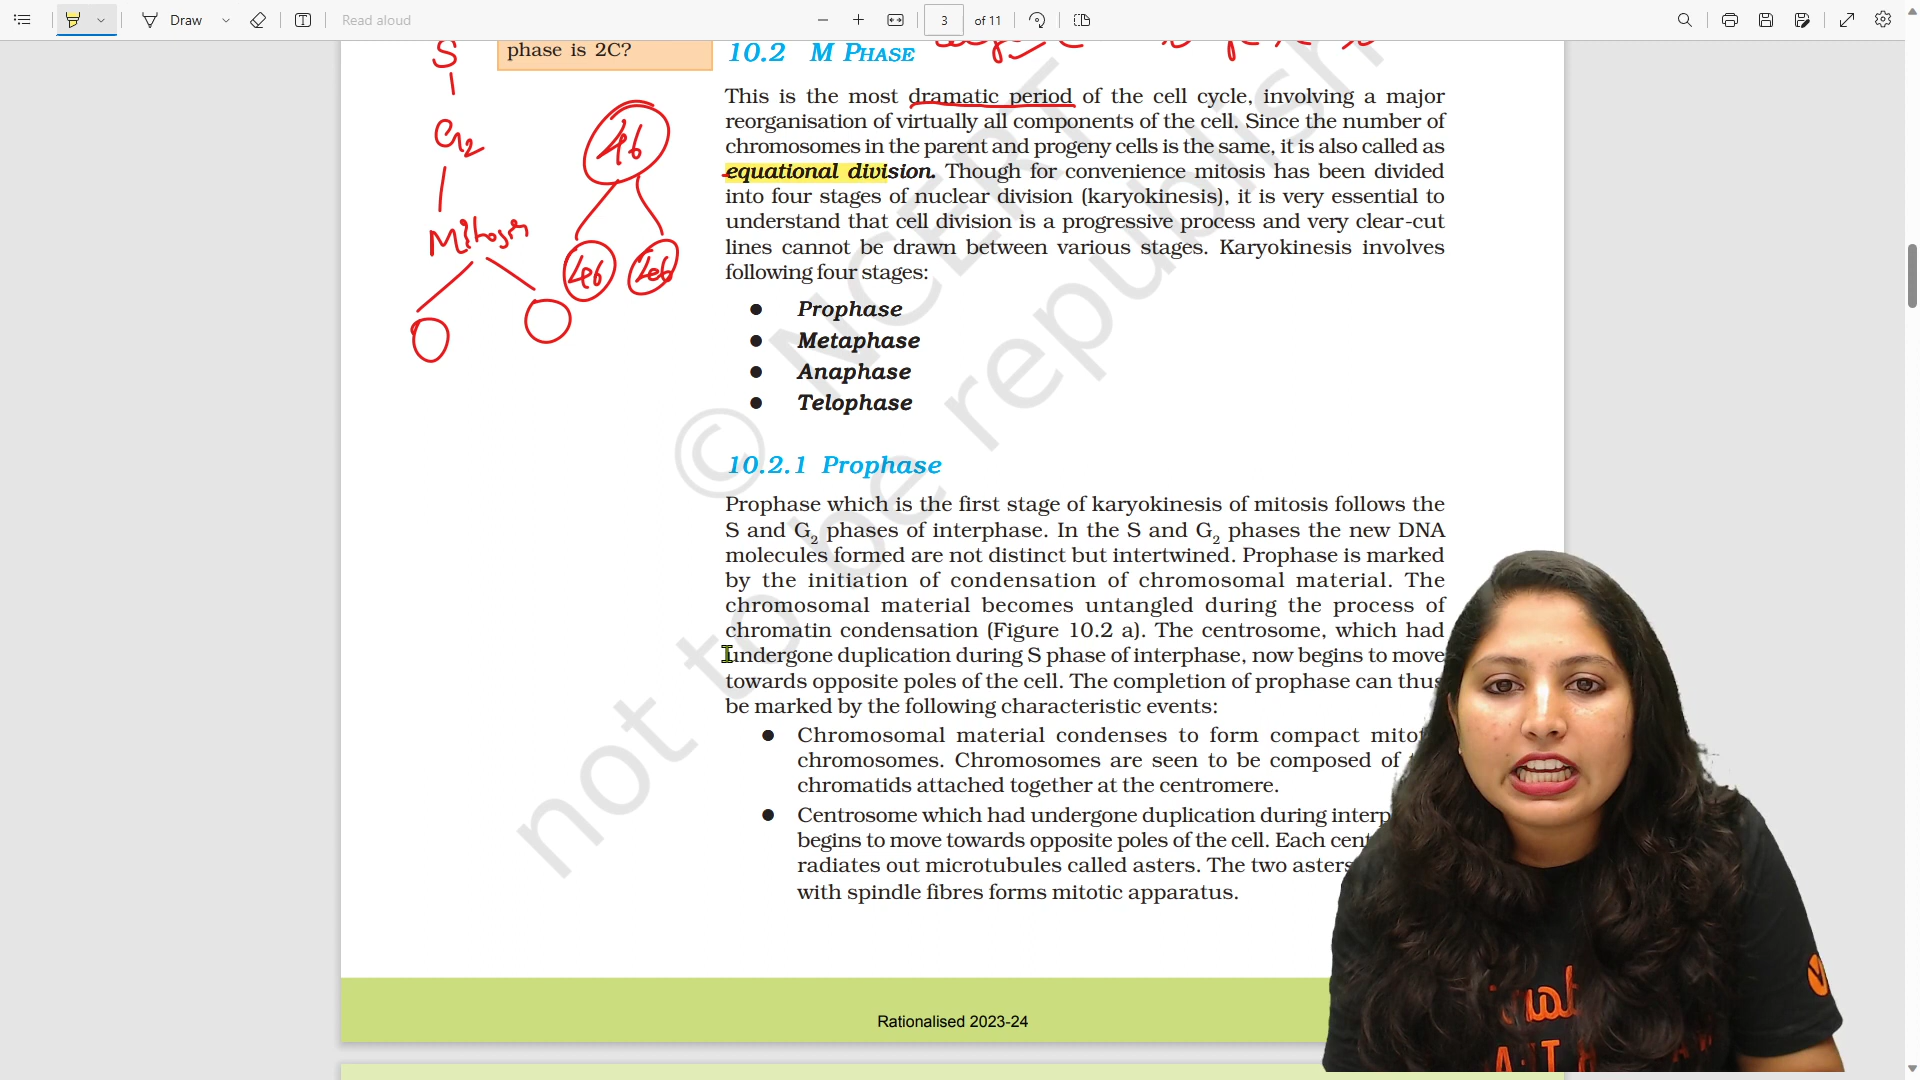 Draw
Read aloud
3 of 11
S
phase is 2C?
10.2 M PHASE
This is the most dramatic period of the cell cycle, involving a major
reorganisation of virtually all components of the cell. Since the number of
chromosomes in the parent and progeny cells is the same, it is also called as
equational division. Though for convenience mitosis has been divided
into four stages of nuclear division (karyokinesis), it is very essential to
understand that cell division is a progressive process and very clear-cut
lines cannot be drawn between various stages. Karyokinesis involves
following four stages:
G2
46
Mitosis
46 46
● Prophase
● Metaphase
● Anaphase
● Telophase
10.2.1 Prophase
Prophase which is the first stage of karyokinesis of mitosis follows the
S and G2 phases of interphase. In the S and G2 phases the new DNA
molecules formed are not distinct but intertwined. Prophase is marked
by the initiation of condensation of chromosomal material. The
chromosomal material becomes untangled during the process of
chromatin condensation (Figure 10.2 a). The centrosome, which had
undergone duplication during S phase of interphase, now begins to move
towards opposite poles of the cell. The completion of prophase can thus
be marked by the following characteristic events:
● Chromosomal material condenses to form compact
chromosomes. Chromosomes are seen to be composed of
chromatids attached together at the centromere.
● Centrosome which had undergone duplication during
begins to move towards opposite poles of the cell. Each
radiates out microtubules called asters. The two asters
with spindle fibres forms mitotic apparatus.
© NCERT
not to be republish
Rationalised 2023-24